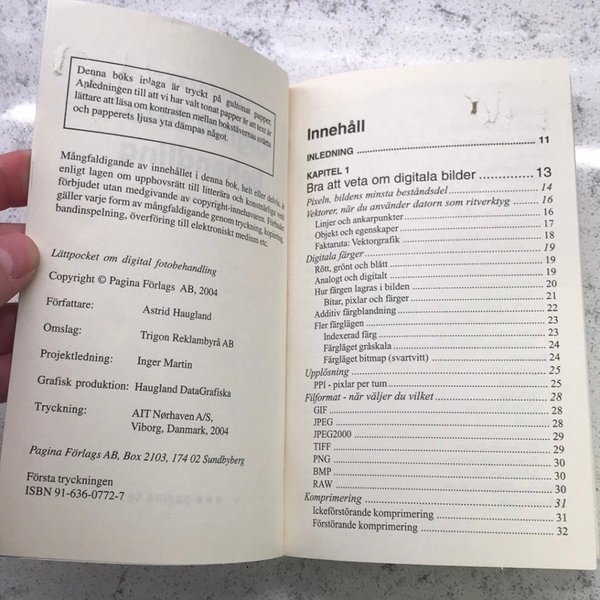 Denna boks inlaga är tryckt på gultonat papper.
Anledningen till att vi har valt tonat papper är att text är
lättare att läsa om kontrasten mellan bokstävernas svärta
och papperets ljusa yta dämpas något.
Mångfaldigande av innehållet i denna bok, helt eller delvis, är
enligt lagen om upphovsrätt till litterära och konstnärliga verk
förbjudet utan medgivande av copyright-innehavaren. Förbudet
gäller varje form av mångfaldigande genom tryckning, kopiering,
bandinspelning, överföring till elektroniskt medium etc.
Lättpocket om digital fotobehandling
Copyright © Pagina Förlags AB, 2004
Författare: Astrid Haugland
Omslag: Trigon Reklambyrå AB
Projektledning: Inger Martin
Grafisk produktion: Haugland DataGrafiska
Tryckning: AIT Nørhaven A/S,
Viborg, Danmark, 2004
Pagina Förlags AB, Box 2103, 174 02 Sundbyberg
Första tryckningen
ISBN 91-636-0772-7
Innehåll
INLEDNING 11
KAPITEL 1
Bra att veta om digitala bilder 13
Pixeln, bildens minsta beståndsdel 14
Vektorer, när du använder datorn som ritverktyg 16
Linjer och ankarpunkter 16
Objekt och egenskaper 17
Faktaruta: Vektorgrafik 18
Digitala färger 19
Rött, grönt och blått 19
Analogt och digitalt 19
Hur färgen lagras i bilden 20
Bitar, pixlar och färger 21
Additiv färgblandning 22
Fler färglägen 23
Indexerad färg 23
Färgläget gråskala 24
Färgläget bitmap (svartvitt) 24
Upplösning 25
PPI - pixlar per tum 25
Filformat - när väljer du vilket 28
GIF 28
JPEG 28
JPEG2000 29
TIFF 29
PNG 30
BMP 30
RAW 30
Komprimering 31
Ickeförstörande komprimering 31
Förstörande komprimering 32